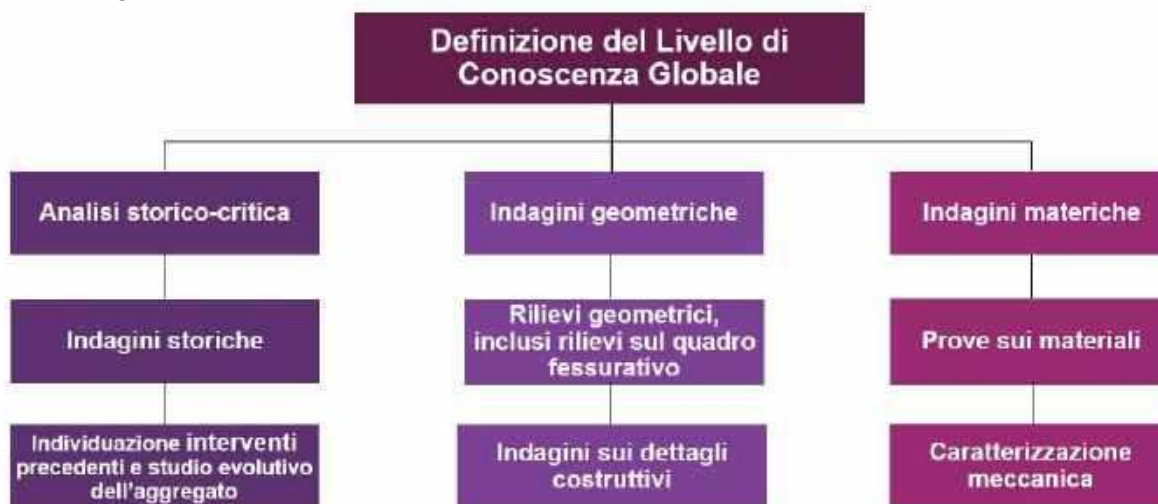 Definizione del Livello di
Conoscenza Globale
Analisi storico-critica
Indagini geometriche
Indagini materiche
Indagini storiche
Rilievi geometrici,
inclusi rilievi sul quadro
fessurativo
Prove sui materiali
Individuazione interventi
precedenti e studio evolutivo
dell'aggregato
Indagini sui dettagli
costruttivi
Caratterizzazione
meccanica